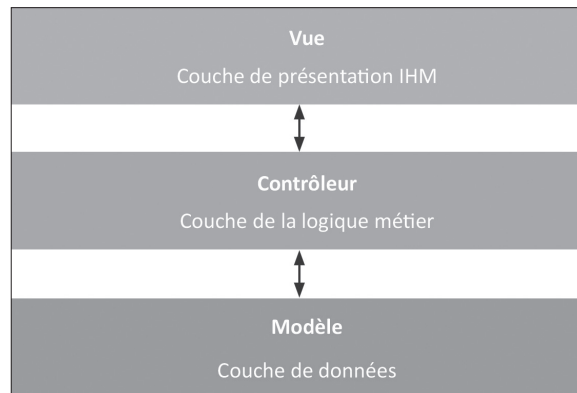 Vue
Couche de présentation IHM
Contrôleur
Couche de la logique métier
Modèle
Couche de données